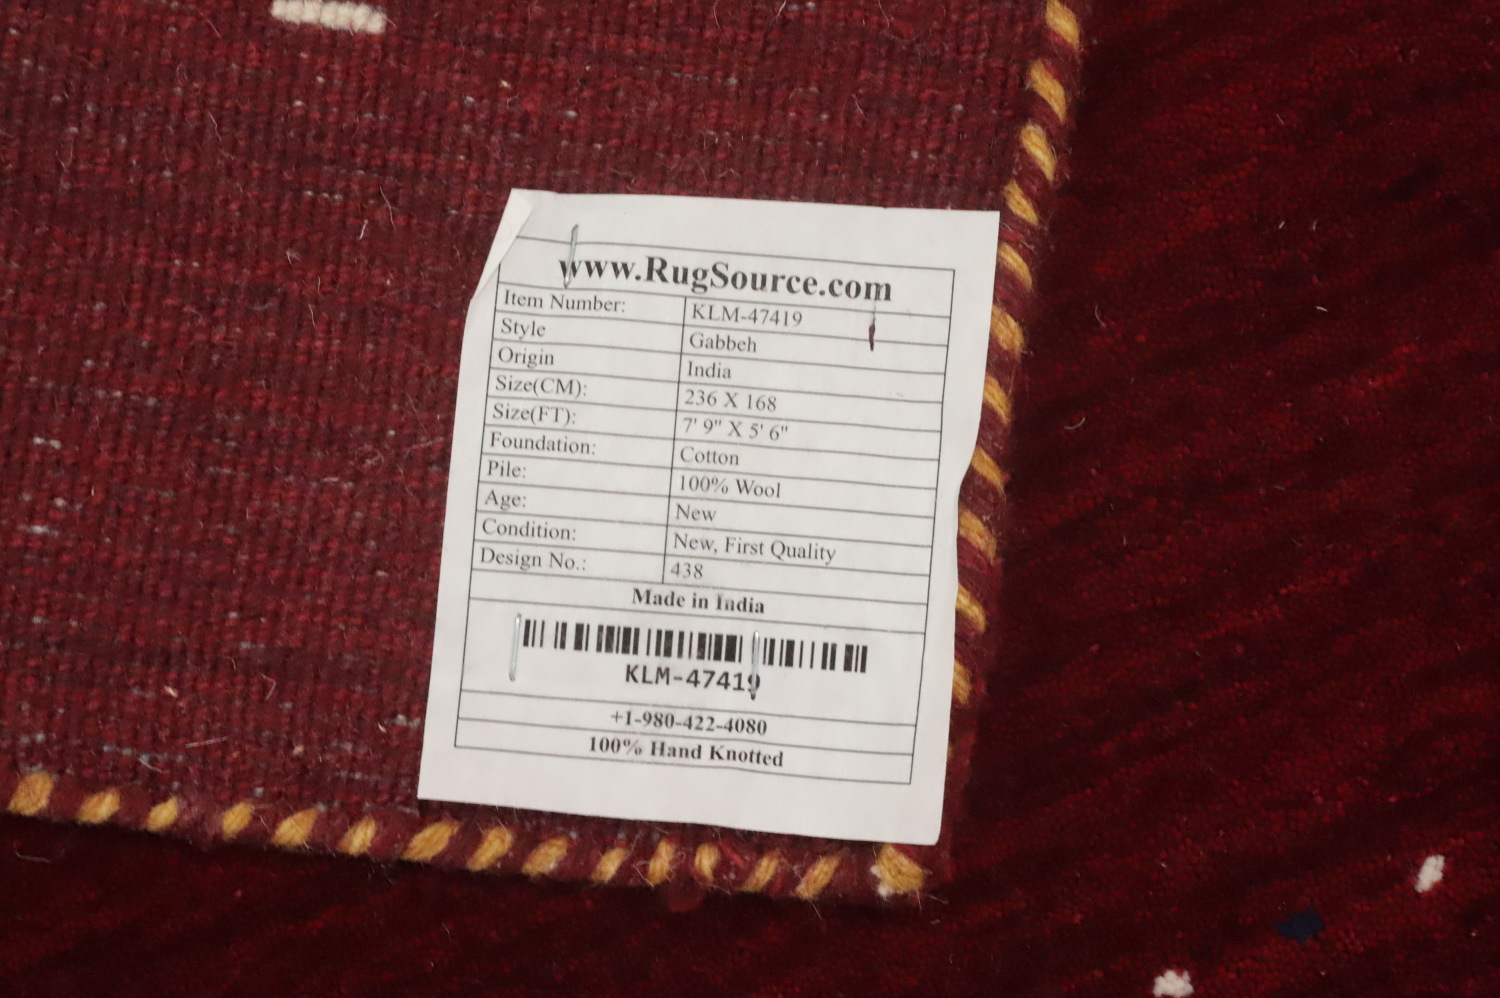 www.RugSource.com
Item Number: KLM-47419
Style Gabbeh
Origin India
Size(CM): 236 X 168
Size(FT): 7' 9" X 5' 6"
Foundation: Cotton
Pile: 100% Wool
Age: New
Condition: New, First Quality
Design No.: 438
Made in India
KLM-47419
+1-980-422-4080
100% Hand Knotted